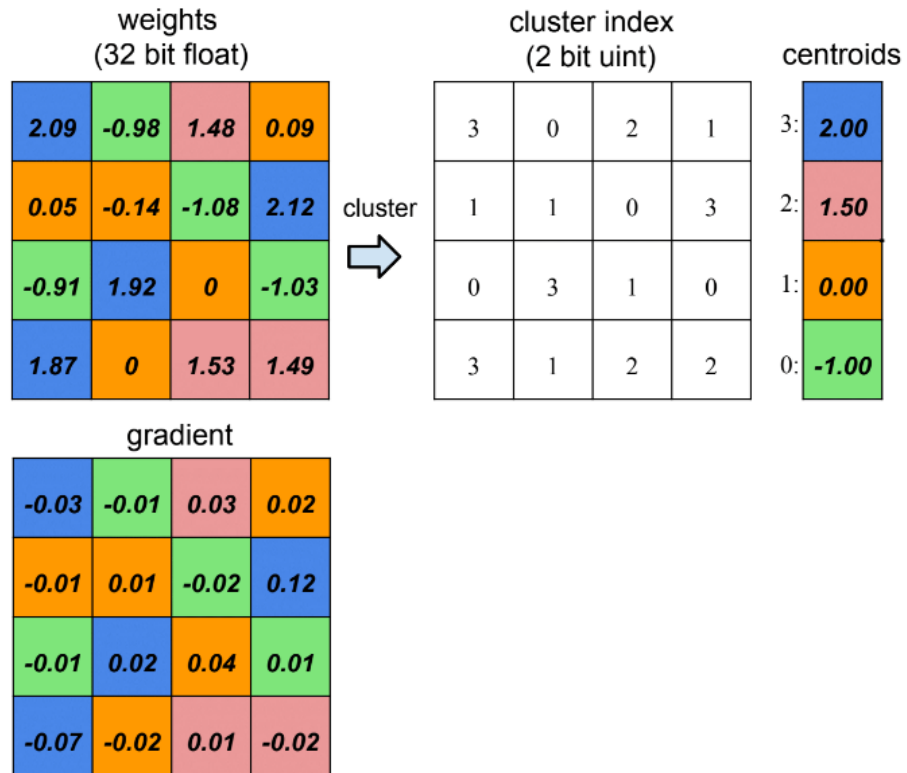 weights
(32 bit float)
cluster index
(2 bit uint)
centroids
2.09 -0.98 1.48 0.09
0.05 -0.14 -1.08 2.12
-0.91 1.92 0 -1.03
1.87 0 1.53 1.49
cluster
3 0 2 1
1 1 0 3
0 3 1 0
3 1 2 2
3: 2.00
2: 1.50
1: 0.00
0: -1.00
gradient
-0.03 -0.01 0.03 0.02
-0.01 0.01 -0.02 0.12
-0.01 0.02 0.04 0.01
-0.07 -0.02 0.01 -0.02